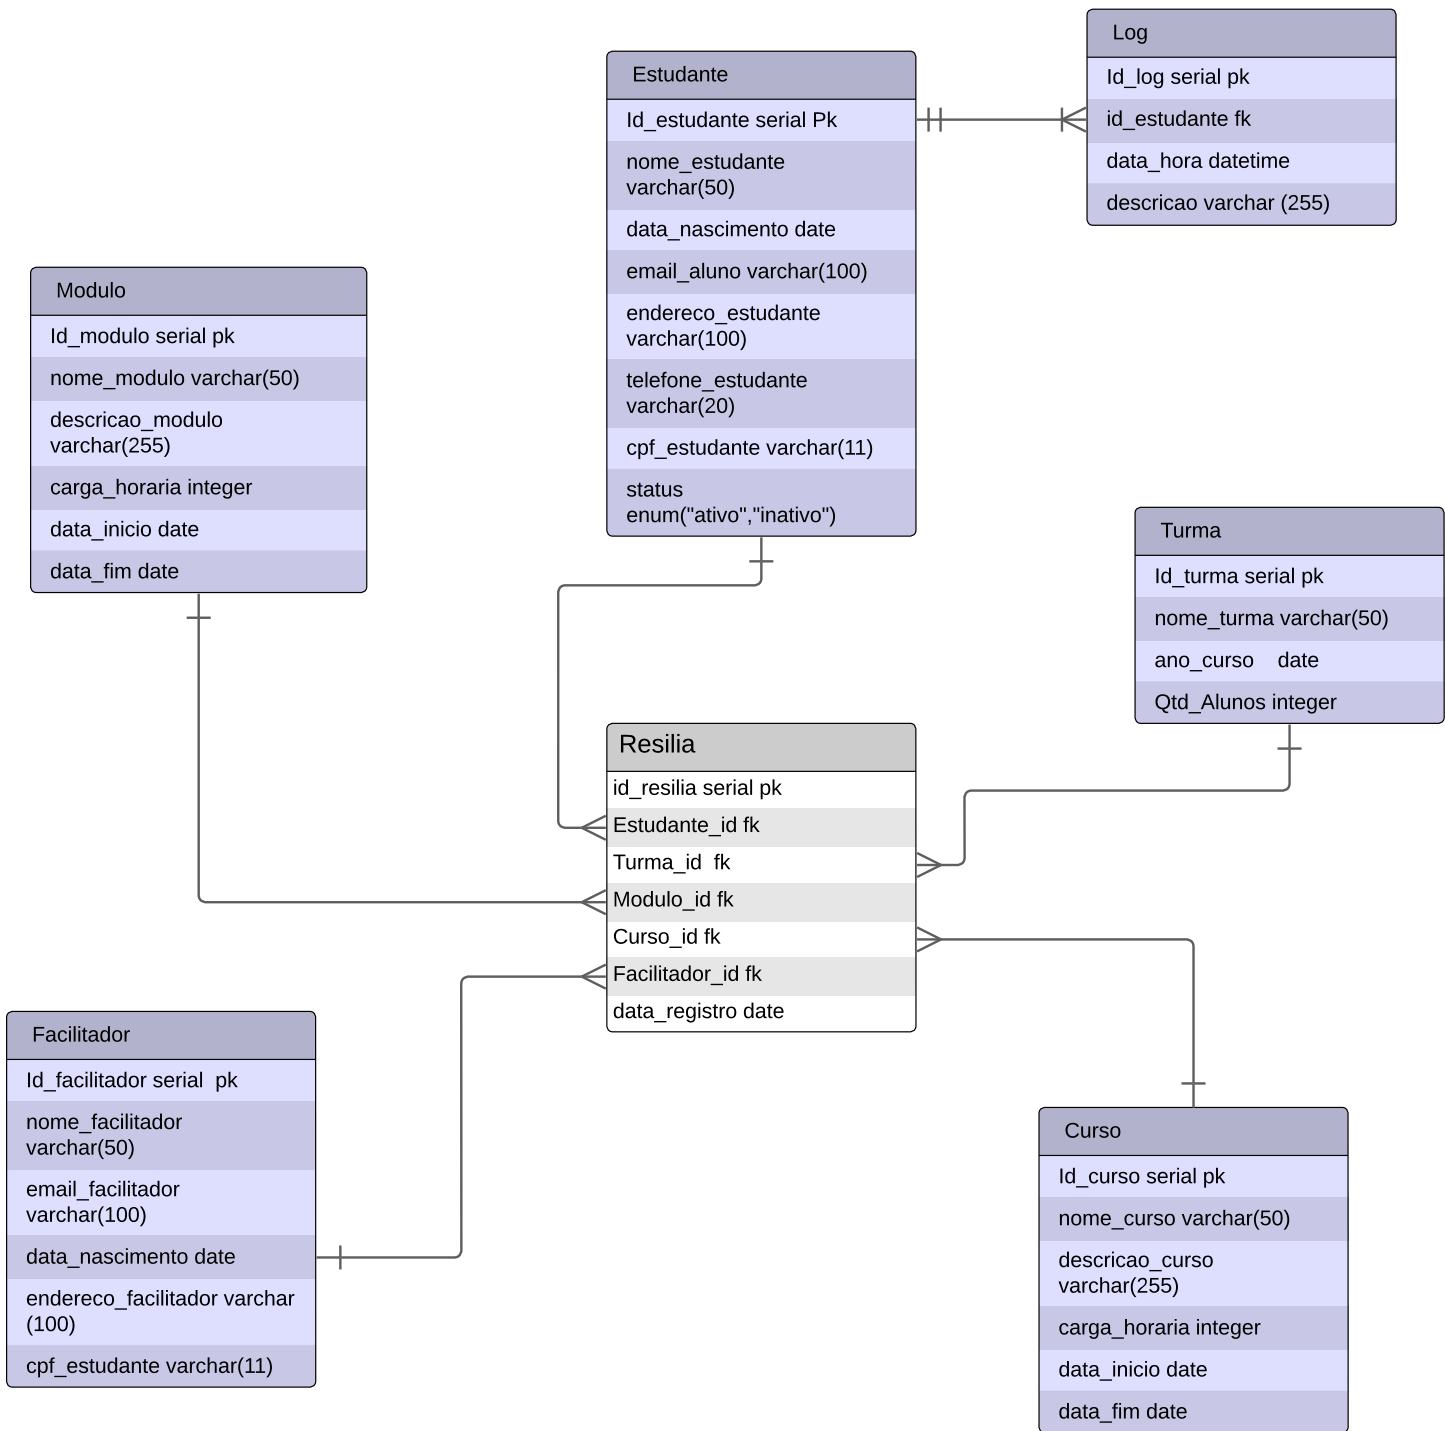 Log
Id_log serial pk
id_estudante fk
data_hora datetime
descricao varchar (255)
Estudante
Id_estudante serial Pk
nome_estudante
varchar(50)
data_nascimento date
email_aluno varchar(100)
endereco_estudante
varchar(100)
telefone_estudante
varchar(20)
cpf_estudante varchar(11)
status
enum("ativo","inativo")
Modulo
Id_modulo serial pk
nome_modulo varchar(50)
descricao_modulo
varchar(255)
carga_horaria integer
data_inicio date
data_fim date
Turma
Id_turma serial pk
nome_turma varchar(50)
ano_curso    date
Qtd_Alunos integer
Resilia
id_resilia serial pk
Estudante_id fk
Turma_id  fk
Modulo_id fk
Curso_id fk
Facilitador_id fk
data_registro date
Facilitador
Id_facilitador serial  pk
nome_facilitador
varchar(50)
email_facilitador
varchar(100)
data_nascimento date
endereco_facilitador varchar
(100)
cpf_estudante varchar(11)
Curso
Id_curso serial pk
nome_curso varchar(50)
descricao_curso
varchar(255)
carga_horaria integer
data_inicio date
data_fim date